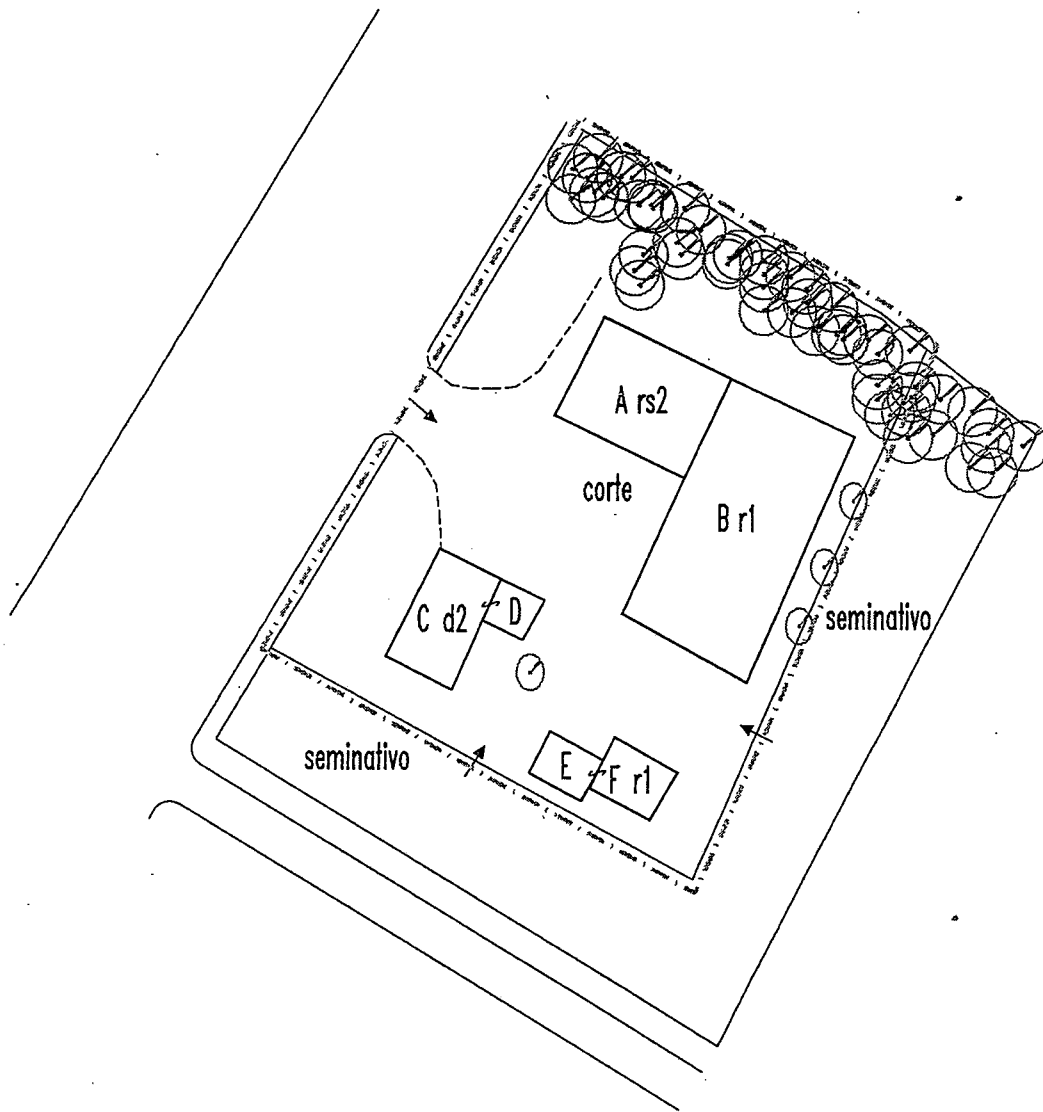 A rs2
corte
B r1
C d2
D
seminativo
seminativo
E
F r1